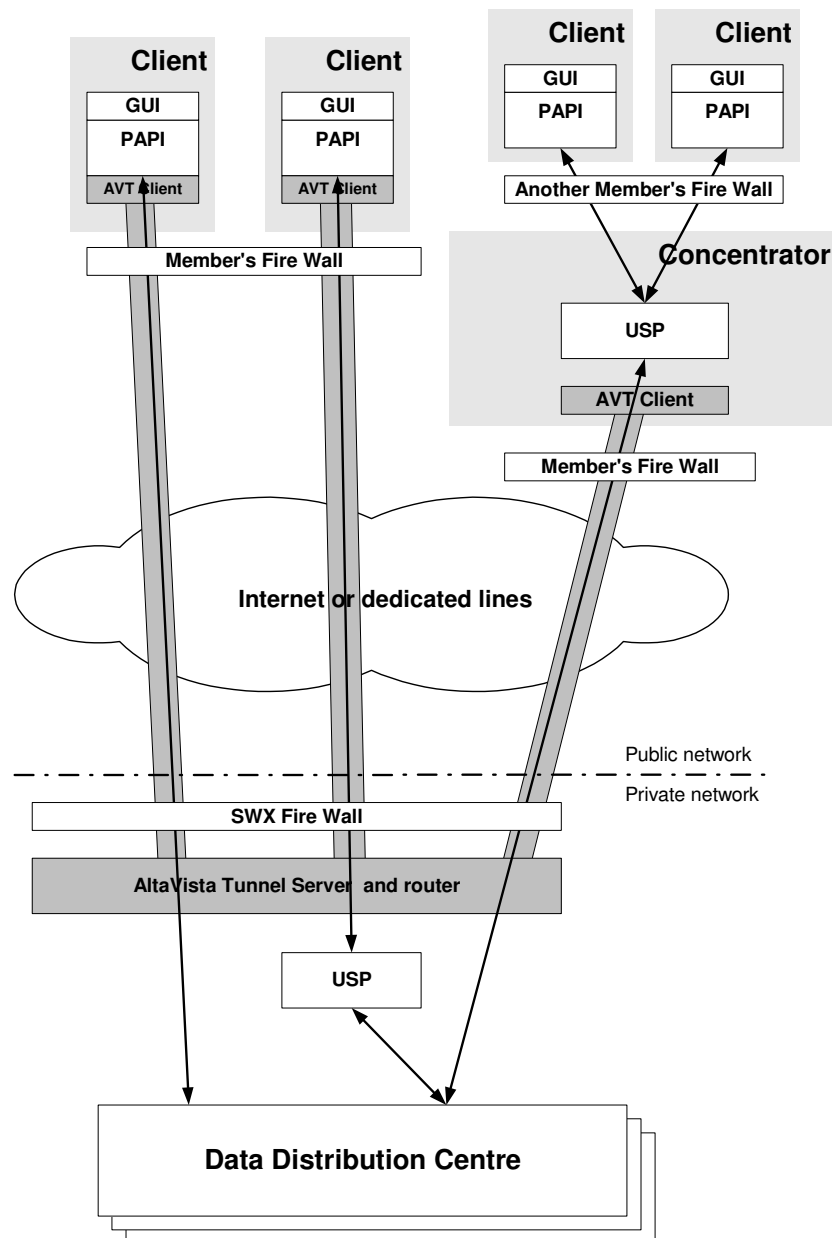 Client
Client
Client
Client
GUI
PAPI
AVT Client
GUI
PAPI
AVT Client
GUI
PAPI
GUI
PAPI
Another Member's Fire Wall
Member's Fire Wall
Concentrator
USP
AVT Client
Member's Fire Wall
Internet or dedicated lines
Public network
Private network
SWX Fire Wall
AltaVista Tunnel Server and router
USP
Data Distribution Centre